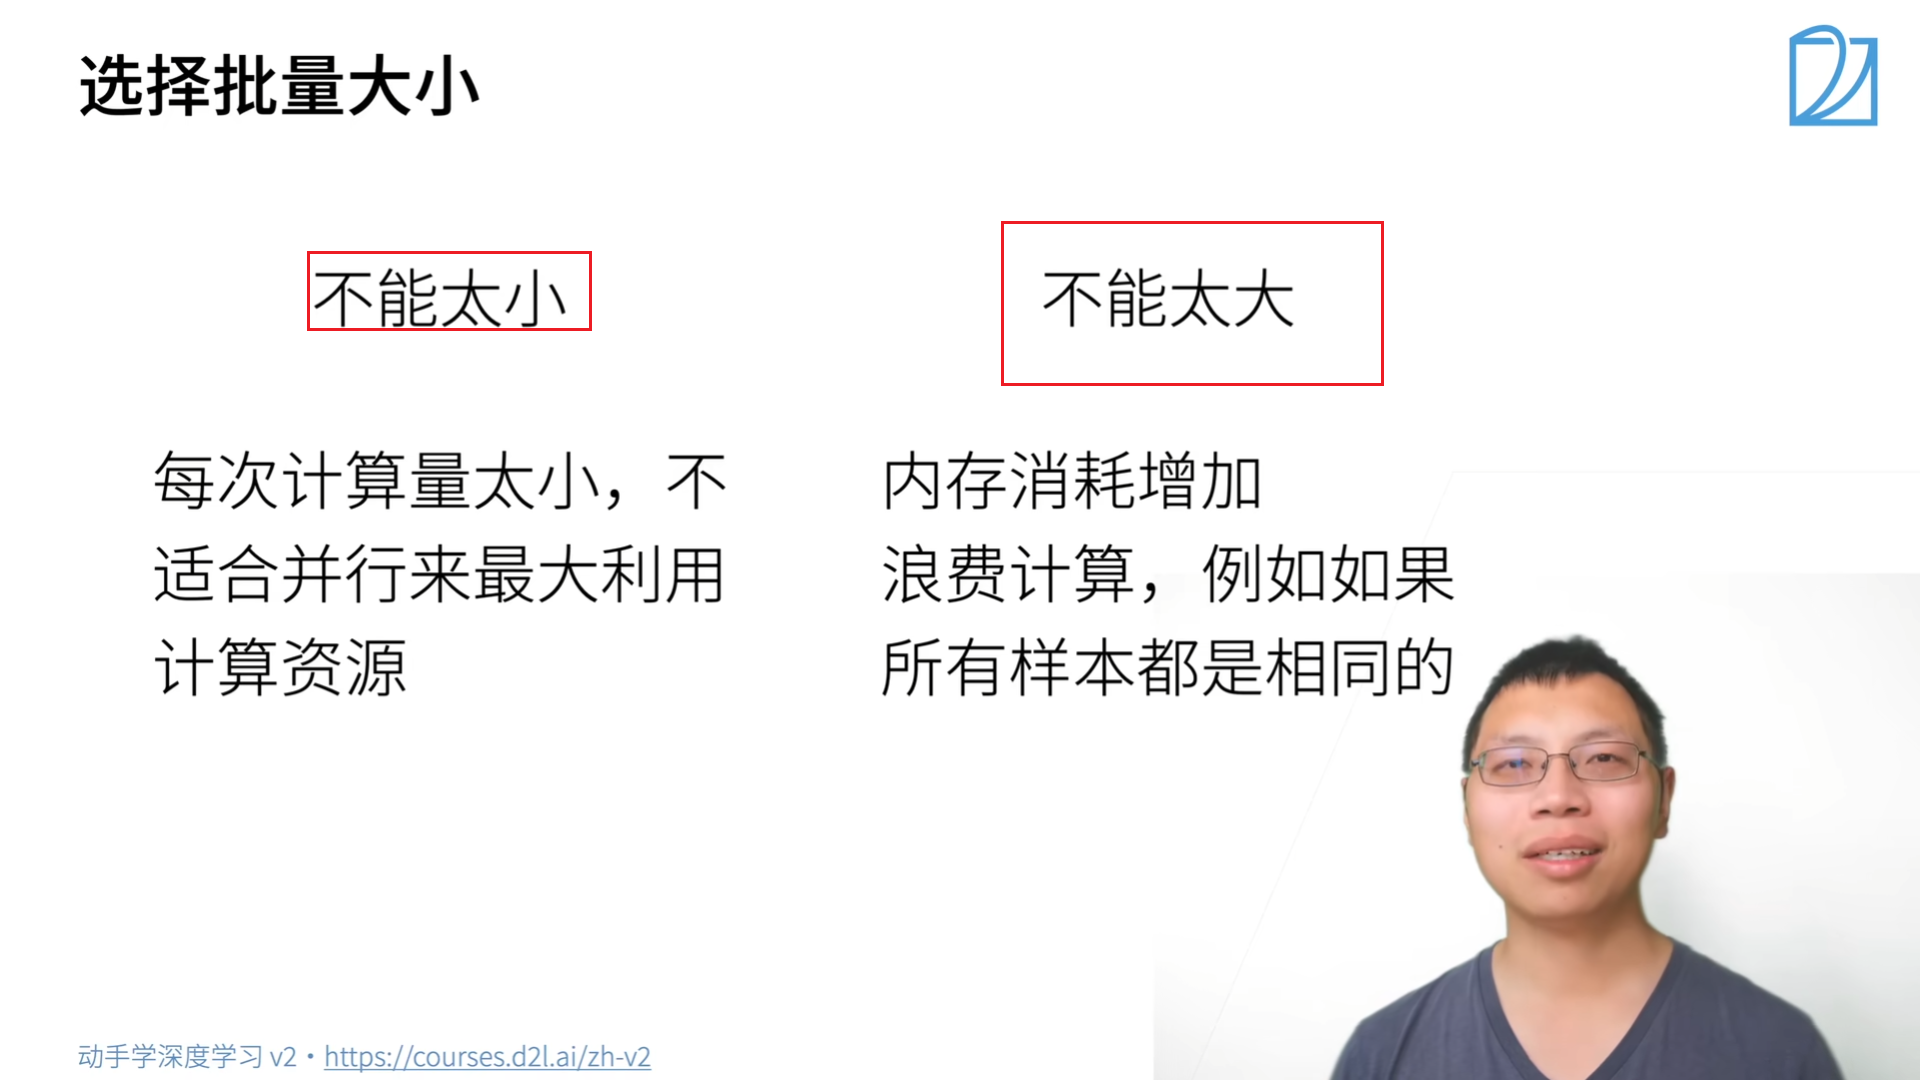 选择批量大小
不能太小
每次计算量太小，不
适合并行来最大利用
计算资源
不能太大
内存消耗增加
浪费计算，例如如果
所有样本都是相同的
动手学深度学习 v2 • https://courses.d2l.ai/zh-v2